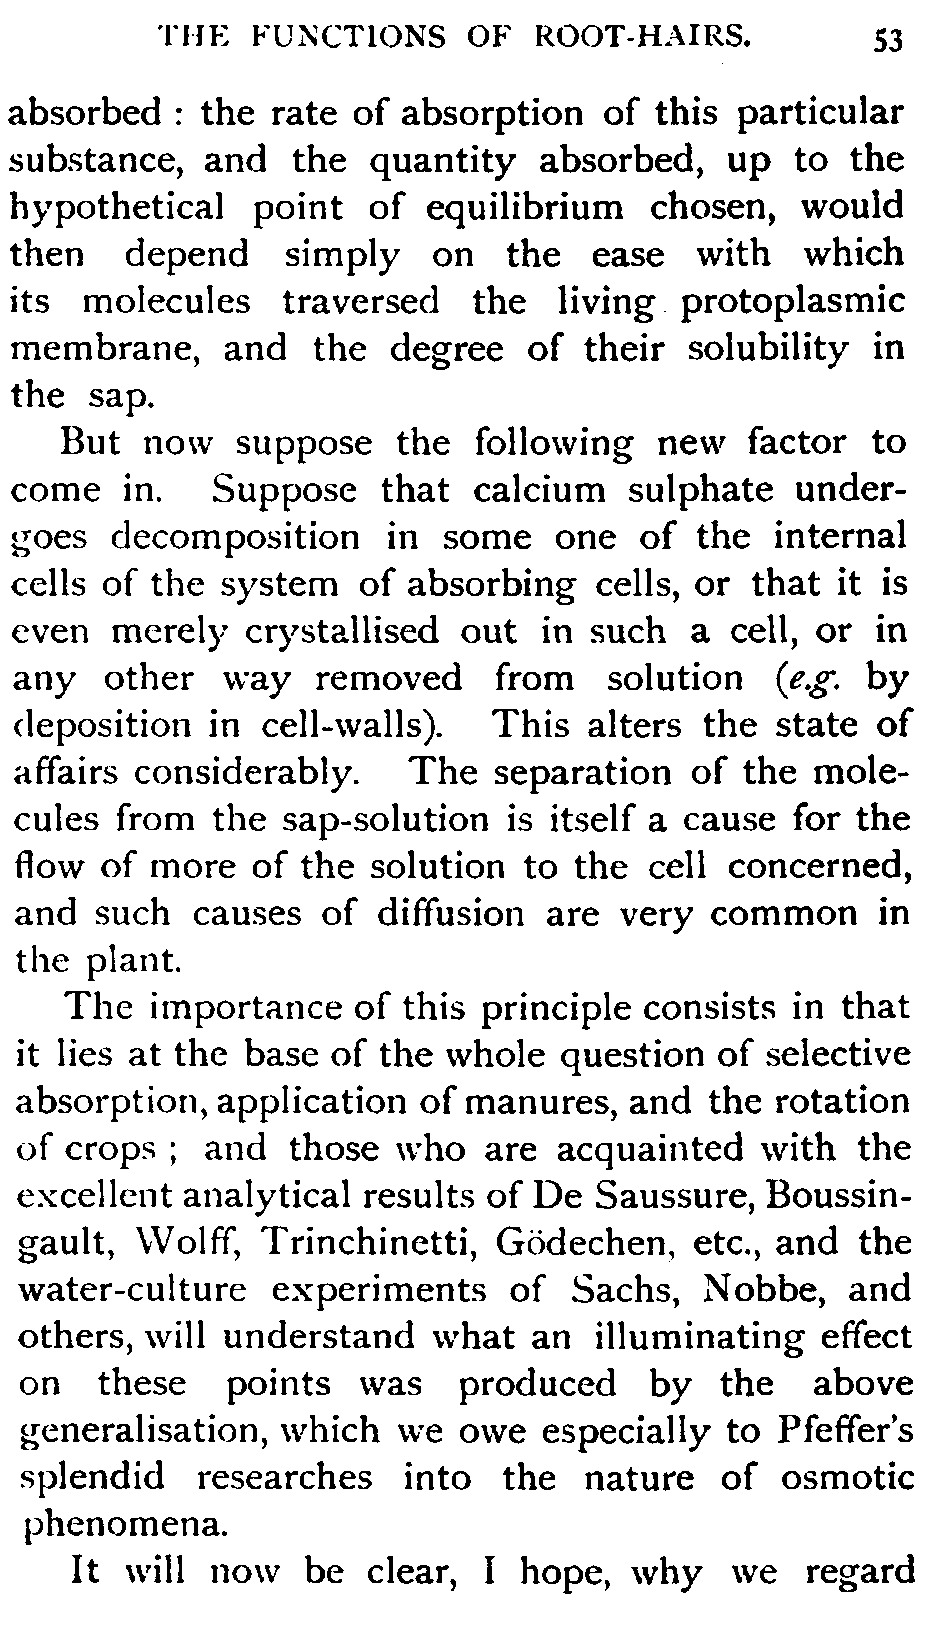 THE FUNCTIONS OF ROOT-HAIRS. 53
absorbed : the rate of absorption of this particular
substance, and the quantity absorbed, up to the
hypothetical point of equilibrium chosen, would
then depend simply on the ease with which
its molecules traversed the living protoplasmic
membrane, and the degree of their solubility in
the sap.
But now suppose the following new factor to
come in. Suppose that calcium sulphate under-
goes decomposition in some one of the internal
cells of the system of absorbing cells, or that it is
even merely crystallised out in such a cell, or in
any other way removed from solution (e.g. by
deposition in cell-walls). This alters the state of
affairs considerably. The separation of the mole-
cules from the sap-solution is itself a cause for the
flow of more of the solution to the cell concerned,
and such causes of diffusion are very common in
the plant.
The importance of this principle consists in that
it lies at the base of the whole question of selective
absorption, application of manures, and the rotation
of crops ; and those who are acquainted with the
excellent analytical results of De Saussure, Boussin-
gault, Wolff, Trinchinetti, Gödechen, etc., and the
water-culture experiments of Sachs, Nobbe, and
others, will understand what an illuminating effect
on these points was produced by the above
generalisation, which we owe especially to Pfeffer's
splendid researches into the nature of osmotic
phenomena.
It will now be clear, I hope, why we regard